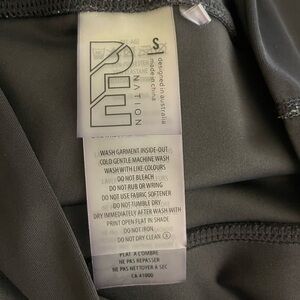 S
designed in australia
made in china
NATION
WASH GARMENT INSIDE-OUT
COLD GENTLE MACHINE WASH
WASH WITH LIKE COLOURS
DO NOT BLEACH
DO NOT RUB OR WRING
DO NOT USE FABRIC SOFTENER
DO NOT TUMBLE DRY
DRY IMMEDIATELY AFTER WASH WITH
PRINT OPEN FLAT IN SHADE
DO NOT IRON
DO NOT DRY CLEAN
PLAT A L'OMBRE
NE PAS REPASSER
NE PAS NETTOYER A SEC
CA 41000